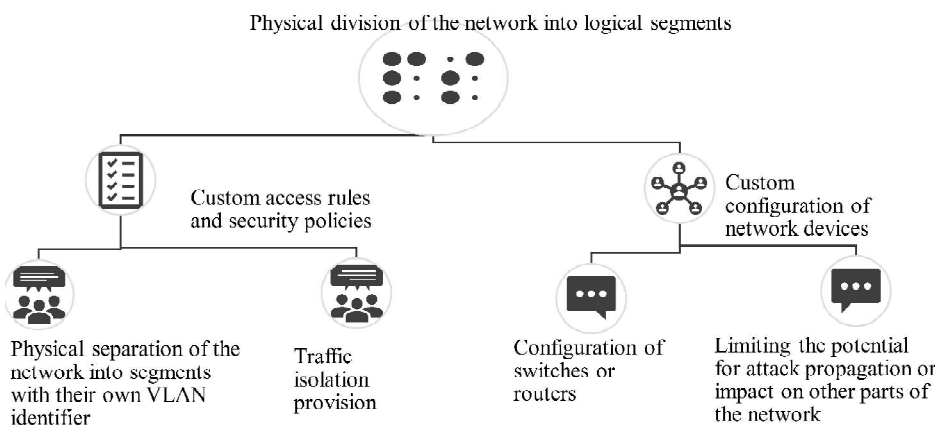 Physical division of the network into logical segments
Custom access rules
and security policies
Custom
configuration of
network devices
Physical separation of the
network into segments
with their own VLAN
identifier
Traffic
isolation
provision
Configuration of
switches or
routers
Limiting the potential
for attack propagation or
impact on other parts of
the network